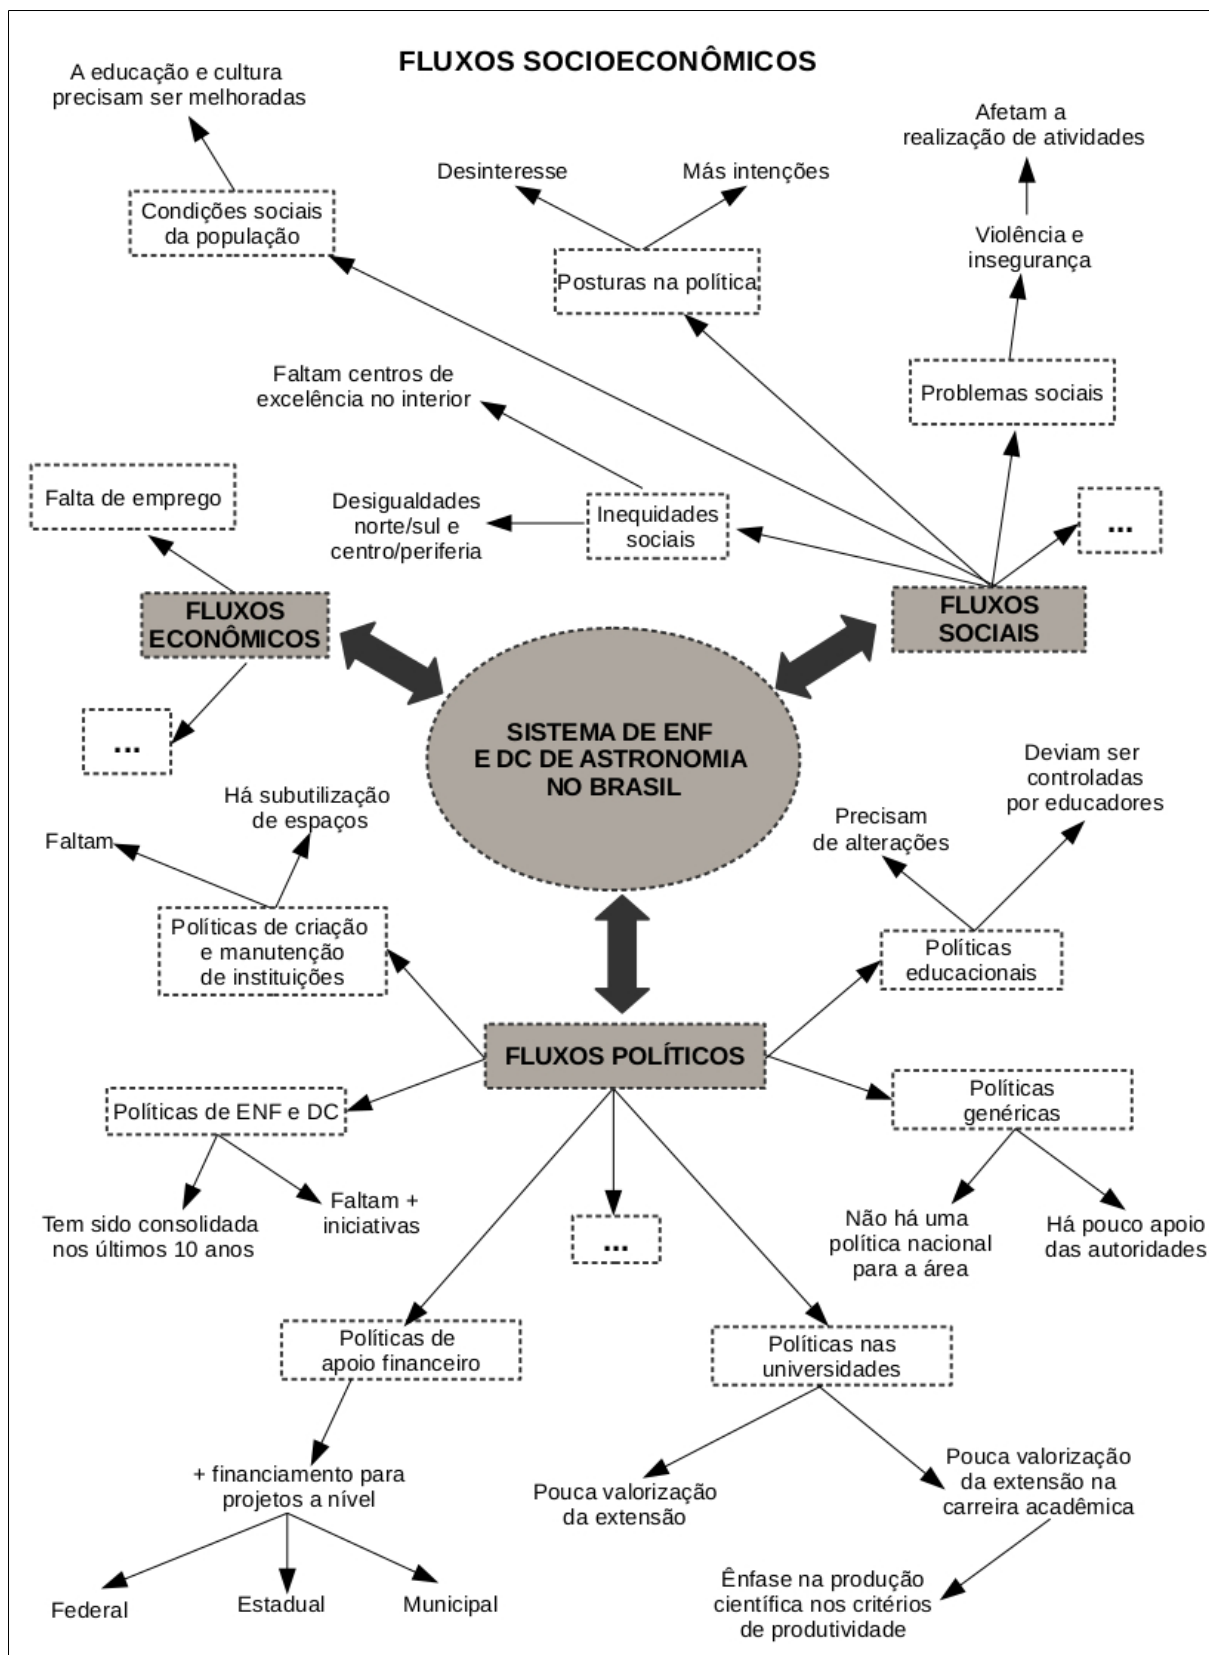 FLUXOS SOCIOECONÔMICOS
A educação e cultura
precisam ser melhoradas
Condições sociais
da população
Desinteresse
Más intenções
Posturas na política
Afetam a
realização de atividades
Violência e
insegurança
Problemas sociais
Faltam centros de
excelência no interior
Desigualdades
norte/sul e
centro/periferia
Inequidades
sociais
...
Falta de emprego
FLUXOS
ECONÔMICOS
...
FLUXOS
SOCIAIS
SISTEMA DE ENF
E DC DE ASTRONOMIA
NO BRASIL
Há subutilização
de espaços
Faltam
Políticas de criação
e manutenção
de instituições
Deviam ser
controladas
por educadores
Precisam
de alterações
Políticas
educacionais
FLUXOS POLÍTICOS
Políticas de ENF e DC
Tem sido consolidada
nos últimos 10 anos
Faltam +
iniciativas
...
Políticas
genéricas
Não há uma
política nacional
para a área
Há pouco apoio
das autoridades
Políticas de
apoio financeiro
+ financiamento para
projetos a nível
Federal
Estadual
Municipal
Políticas nas
universidades
Pouca valorização
da extensão
Pouca valorização
da extensão na
carreira acadêmica
Ênfase na produção
científica nos critérios
de produtividade